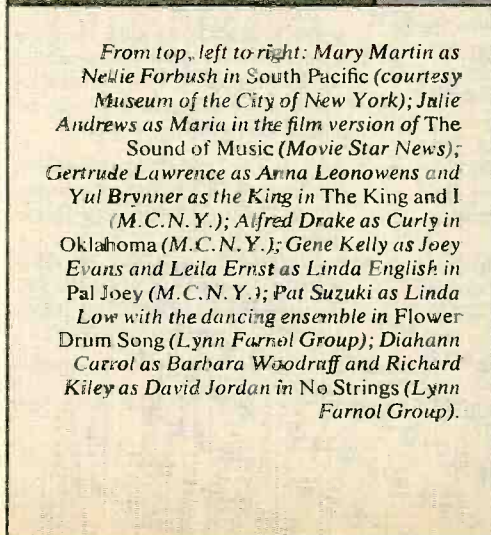 From top, left to right: Mary Martin as
Nellie Forbush in South Pacific (courtesy
Museum of the City of New York); Julie
Andrews as Maria in the film version of The
Sound of Music (Movie Star News);
Gertrude Lawrence as Anna Leonowens and
Yul Brynner as the King in The King and I
(M.C.N.Y.); Alfred Drake as Curly in
Oklahoma (M.C.N.Y.); Gene Kelly as Joey
Evans and Leila Ernst as Linda English in
Pal Joey (M.C.N.Y.); Pat Suzuki as Linda
Low with the dancing ensemble in Flower
Drum Song (Lynn Farnol Group); Diahann
Carrol as Barbara Woodruff and Richard
Kiley as David Jordan in No Strings (Lynn
Farnol Group).